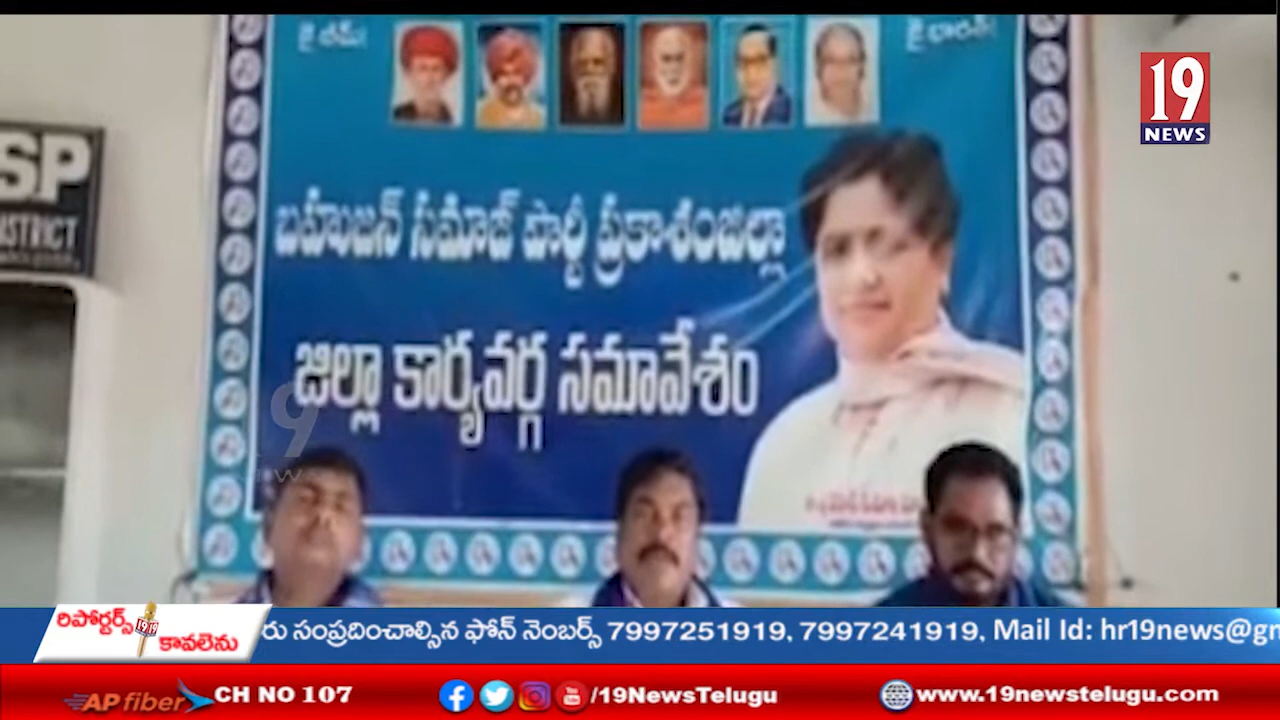 జై భీమ్!
జై భారత్!
19
NEWS
SP
బహుజన్ సమాజ్ పార్టీ ప్రకాశంజిల్లా
జిల్లా కార్యవర్గ సమావేశం
రిపోర్టర్స్
కావలెను
రు సంప్రదించాల్సిన ఫోన్ నెంబర్స్ 7997251919, 7997241919, Mail Id: hr19news@gm
AP fiber CH NO 107 /19NewsTelugu www.19newstelugu.com